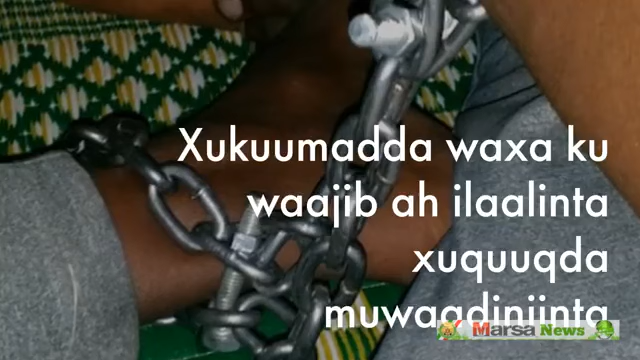 Xukuumadda waxa ku
waajib ah ilaalinta
xuquuqda
muwaadiniinta
Marsa News